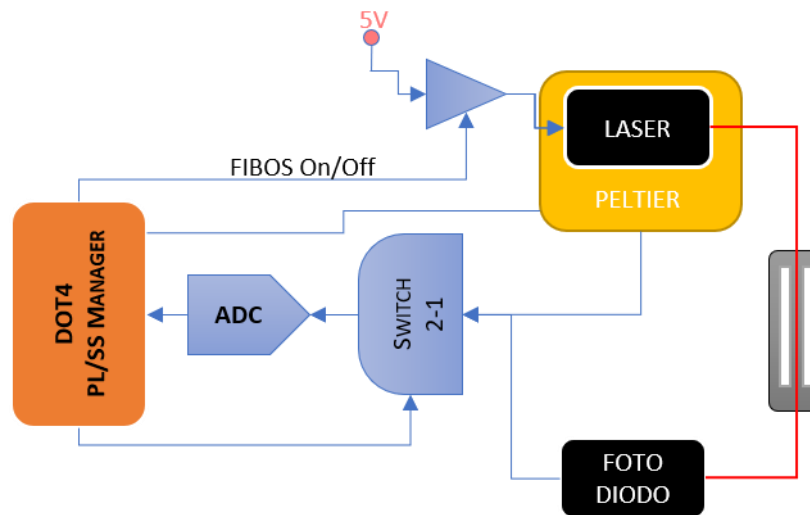 5V
LASER
PELTIER
FIBOS On/Off
DOT4
PL/SS MANAGER
ADC
SWITCH
2-1
FOTO
DIODO